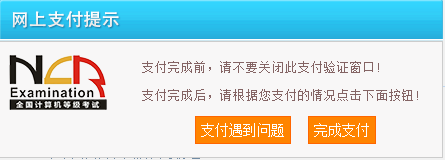 网上支付提示
NCR
Examination
全国计算机等级考试
支付完成前，请不要关闭此支付验证窗口！
支付完成后，请根据您支付的情况点击下面按钮！
支付遇到问题 完成支付